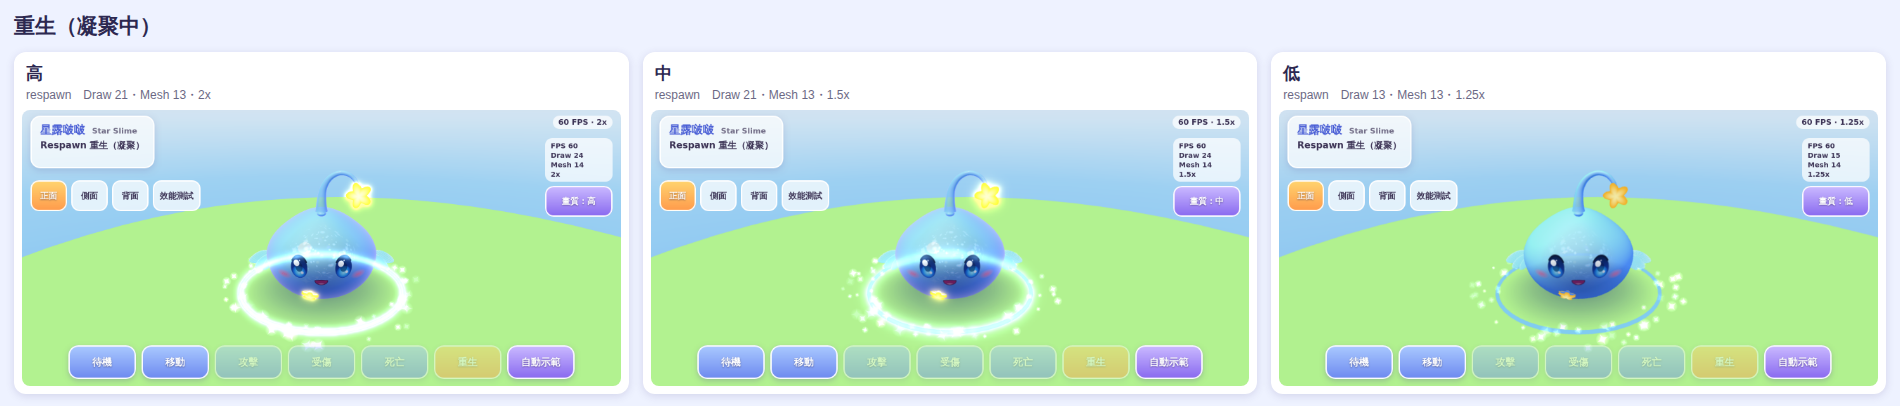 重生（凝聚中）
高
respawn Draw 21・Mesh 13・2x
星露啵啵 Star Slime
Respawn 重生（凝聚）
60 FPS · 2x
FPS 60
Draw 24
Mesh 14
2x
正面 側面 背面 效能測試
畫質：高
待機 移動 攻擊 受傷 死亡 重生 自動示範
中
respawn Draw 21・Mesh 13・1.5x
星露啵啵 Star Slime
Respawn 重生（凝聚）
60 FPS · 1.5x
FPS 60
Draw 24
Mesh 14
1.5x
正面 側面 背面 效能測試
畫質：中
待機 移動 攻擊 受傷 死亡 重生 自動示範
低
respawn Draw 13・Mesh 13・1.25x
星露啵啵 Star Slime
Respawn 重生（凝聚）
60 FPS · 1.25x
FPS 60
Draw 15
Mesh 14
1.25x
正面 側面 背面 效能測試
畫質：低
待機 移動 攻擊 受傷 死亡 重生 自動示範